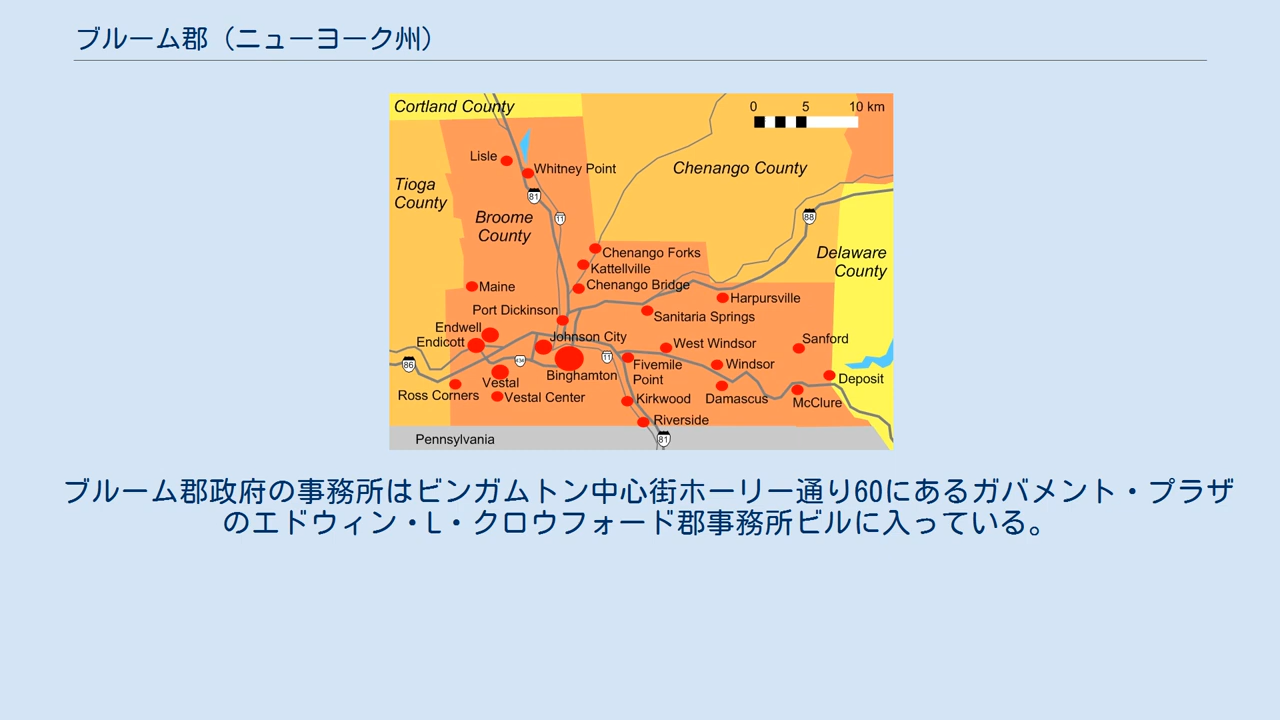 ブルーム郡（ニューヨーク州）
Cortland County
0 5 10 km
Lisle
Whitney Point
Chenango County
Tioga
County
81
11
88
Broome
County
Chenango Forks
Delaware
County
Kattellville
Chenango Bridge
Maine
Harpursville
Port Dickinson
Sanitaria Springs
Endwell
Johnson City
Sanford
Endicott
West Windsor
86
434
11
Fivemile
Point
Windsor
Binghamton
Deposit
Vestal
Ross Corners
Vestal Center
Kirkwood
Damascus
McClure
Riverside
Pennsylvania
81
ブルーム郡政府の事務所はビンガムトン中心街ホーリー通り60にあるガバメント・プラザ
のエドウィン・L・クロウフォード郡事務所ビルに入っている。